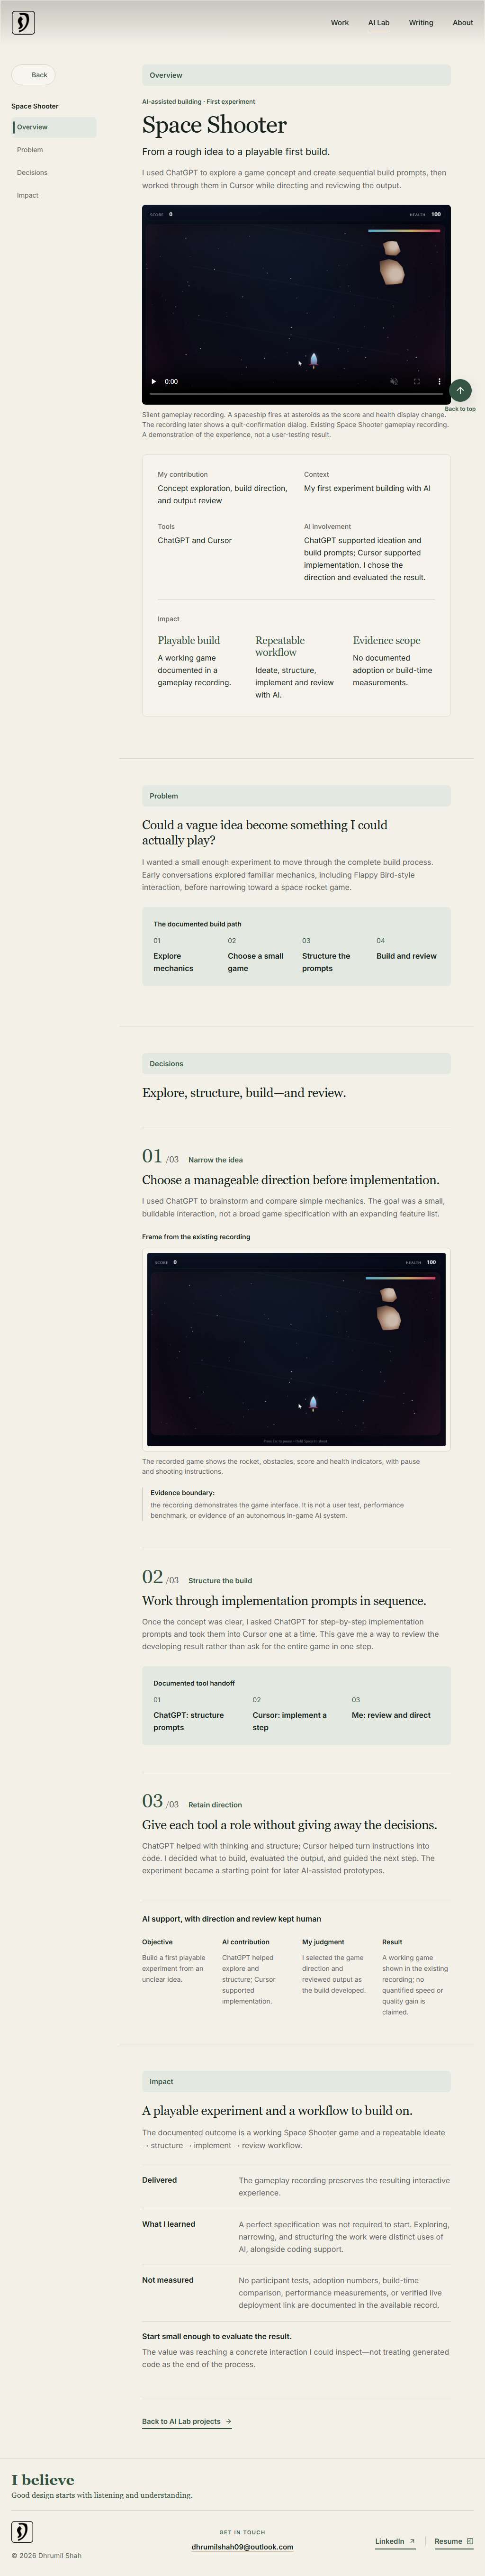 Work
AI Lab
Writing
About
Back
Space Shooter
Overview
Problem
Decisions
Impact
Overview
AI-assisted building · First experiment
Space Shooter
From a rough idea to a playable first build.
I used ChatGPT to explore a game concept and create sequential build prompts, then
worked through them in Cursor while directing and reviewing the output.
SCORE 0
HEALTH 100
0:00
Back to top
Silent gameplay recording. A spaceship fires at asteroids as the score and health display change.
The recording later shows a quit-confirmation dialog. Existing Space Shooter gameplay recording.
A demonstration of the experience, not a user-testing result.
My contribution
Concept exploration, build direction,
and output review
Context
My first experiment building with AI
Tools
ChatGPT and Cursor
AI involvement
ChatGPT supported ideation and
build prompts; Cursor supported
implementation. I chose the
direction and evaluated the result.
Impact
Playable build
A working game
documented in a
gameplay recording.
Repeatable
workflow
Ideate, structure,
implement and review
with AI.
Evidence scope
No documented
adoption or build-time
measurements.
Problem
Could a vague idea become something I could
actually play?
I wanted a small enough experiment to move through the complete build process.
Early conversations explored familiar mechanics, including Flappy Bird-style
interaction, before narrowing toward a space rocket game.
The documented build path
01
Explore
mechanics
02
Choose a small
game
03
Structure the
prompts
04
Build and review
Decisions
Explore, structure, build—and review.
01 /03 Narrow the idea
Choose a manageable direction before implementation.
I used ChatGPT to brainstorm and compare simple mechanics. The goal was a small,
buildable interaction, not a broad game specification with an expanding feature list.
Frame from the existing recording
SCORE 0
HEALTH 100
The recorded game shows the rocket, obstacles, score and health indicators, with pause
and shooting instructions.
Evidence boundary:
the recording demonstrates the game interface. It is not a user test, performance
benchmark, or evidence of an autonomous in-game AI system.
02 /03 Structure the build
Work through implementation prompts in sequence.
Once the concept was clear, I asked ChatGPT for step-by-step implementation
prompts and took them into Cursor one at a time. This gave me a way to review the
developing result rather than ask for the entire game in one step.
Documented tool handoff
01
ChatGPT: structure
prompts
02
Cursor: implement a
step
03
Me: review and direct
03 /03 Retain direction
Give each tool a role without giving away the decisions.
ChatGPT helped with thinking and structure; Cursor helped turn instructions into
code. I decided what to build, evaluated the output, and guided the next step. The
experiment became a starting point for later AI-assisted prototypes.
AI support, with direction and review kept human
Objective
Build a first playable
experiment from an
unclear idea.
AI contribution
ChatGPT helped
explore and
structure; Cursor
supported
implementation.
My judgment
I selected the game
direction and
reviewed output as
the build developed.
Result
A working game
shown in the existing
recording; no
quantified speed or
quality gain is
claimed.
Impact
A playable experiment and a workflow to build on.
The documented outcome is a working Space Shooter game and a repeatable ideate
→ structure → implement → review workflow.
Delivered
The gameplay recording preserves the resulting interactive
experience.
What I learned
A perfect specification was not required to start. Exploring,
narrowing, and structuring the work were distinct uses of
AI, alongside coding support.
Not measured
No participant tests, adoption numbers, build-time
comparison, performance measurements, or verified live
deployment link are documented in the available record.
Start small enough to evaluate the result.
The value was reaching a concrete interaction I could inspect—not treating generated
code as the end of the process.
Back to AI Lab projects →
I believe
Good design starts with listening and understanding.
© 2026 Dhrumil Shah
GET IN TOUCH
dhrumilshah09@outlook.com
LinkedIn
Resume